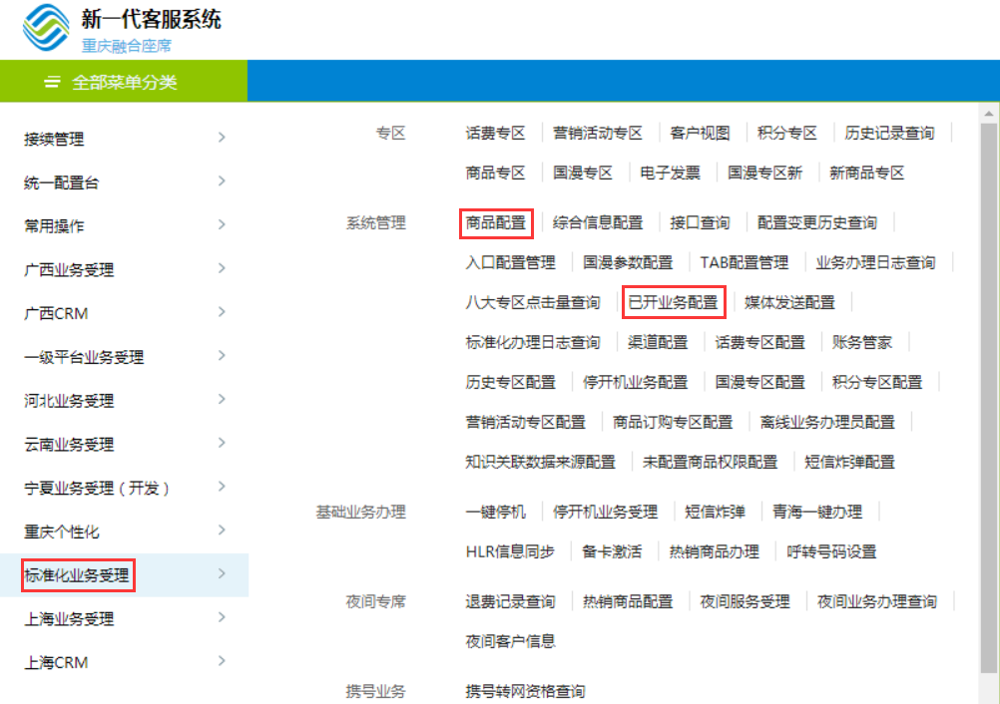 新一代客服系统
重庆融合座席
全部菜单分类
接续管理
统一配置台
常用操作
广西业务受理
广西CRM
一级平台业务受理
河北业务受理
云南业务受理
宁夏业务受理（开发）
重庆个性化
标准化业务受理
上海业务受理
上海CRM
专区 话费专区 营销活动专区 客户视图 积分专区 历史记录查询
商品专区 国漫专区 电子发票 国漫专区新 新商品专区
系统管理 商品配置 综合信息配置 接口查询 配置变更历史查询
入口配置管理 国漫参数配置 TAB配置管理 业务办理日志查询
八大专区点击量查询 已开业务配置 媒体发送配置
标准化办理日志查询 渠道配置 话费专区配置 账务管家
历史专区配置 停开机业务配置 国漫专区配置 积分专区配置
营销活动专区配置 商品订购专区配置 离线业务办理员配置
知识关联数据来源配置 未配置商品权限配置 短信炸弹配置
基础业务办理 一键停机 停开机业务受理 短信炸弹 青海一键办理
HLR信息同步 备卡激活 热销商品办理 呼转号码设置
夜间专席 退费记录查询 热销商品配置 夜间服务受理 夜间业务办理查询
夜间客户信息
携号业务 携号转网资格查询